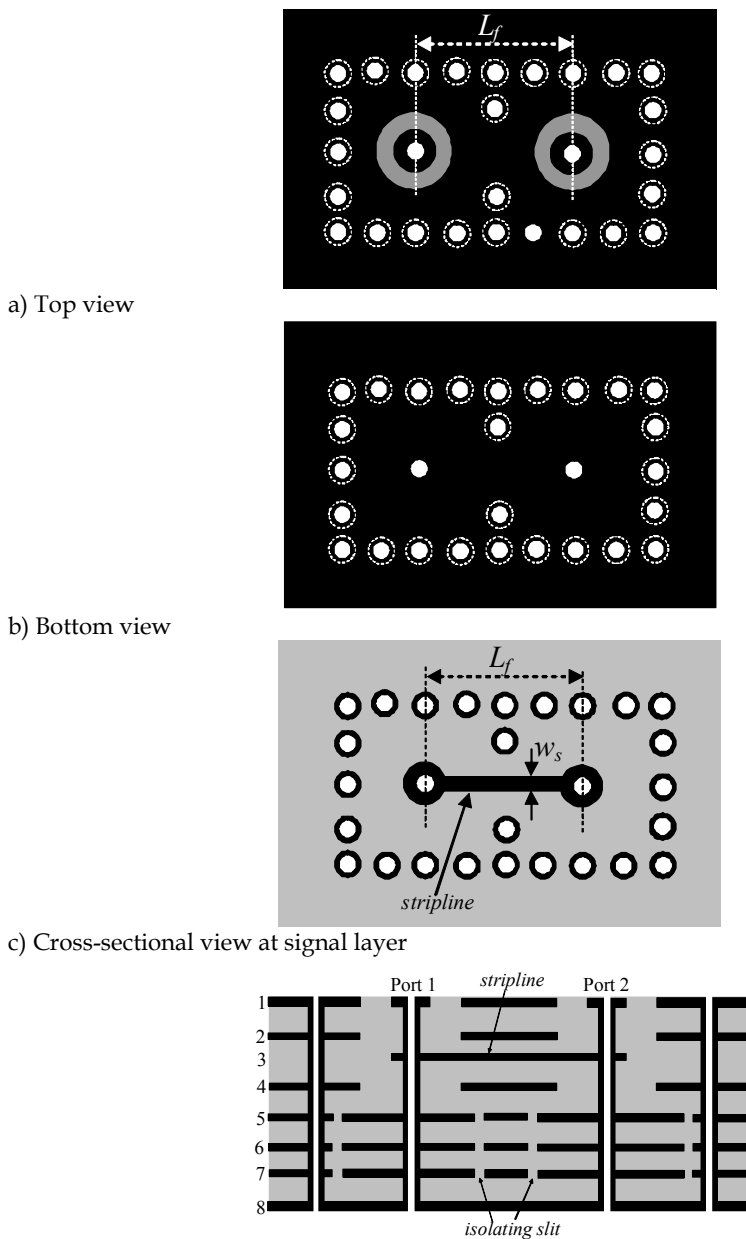 L_f
a) Top view
b) Bottom view
L_f
w_s
stripline
c) Cross-sectional view at signal layer
Port 1 stripline Port 2
1
2
3
4
5
6
7
8
isolating slit